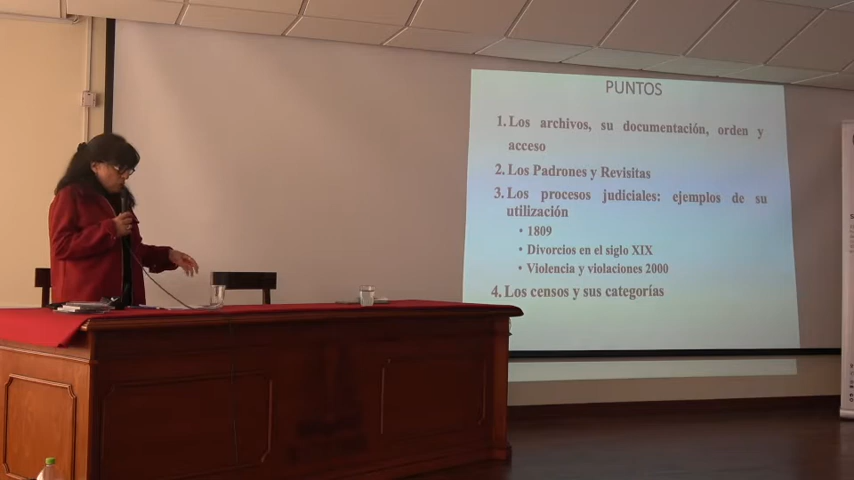 PUNTOS
1. Los archivos, su documentación, orden y
acceso
2. Los Padrones y Revisitas
3. Los procesos judiciales: ejemplos de su
utilización
• 1809
• Divorcios en el siglo XIX
• Violencia y violaciones 2000
4. Los censos y sus categorías